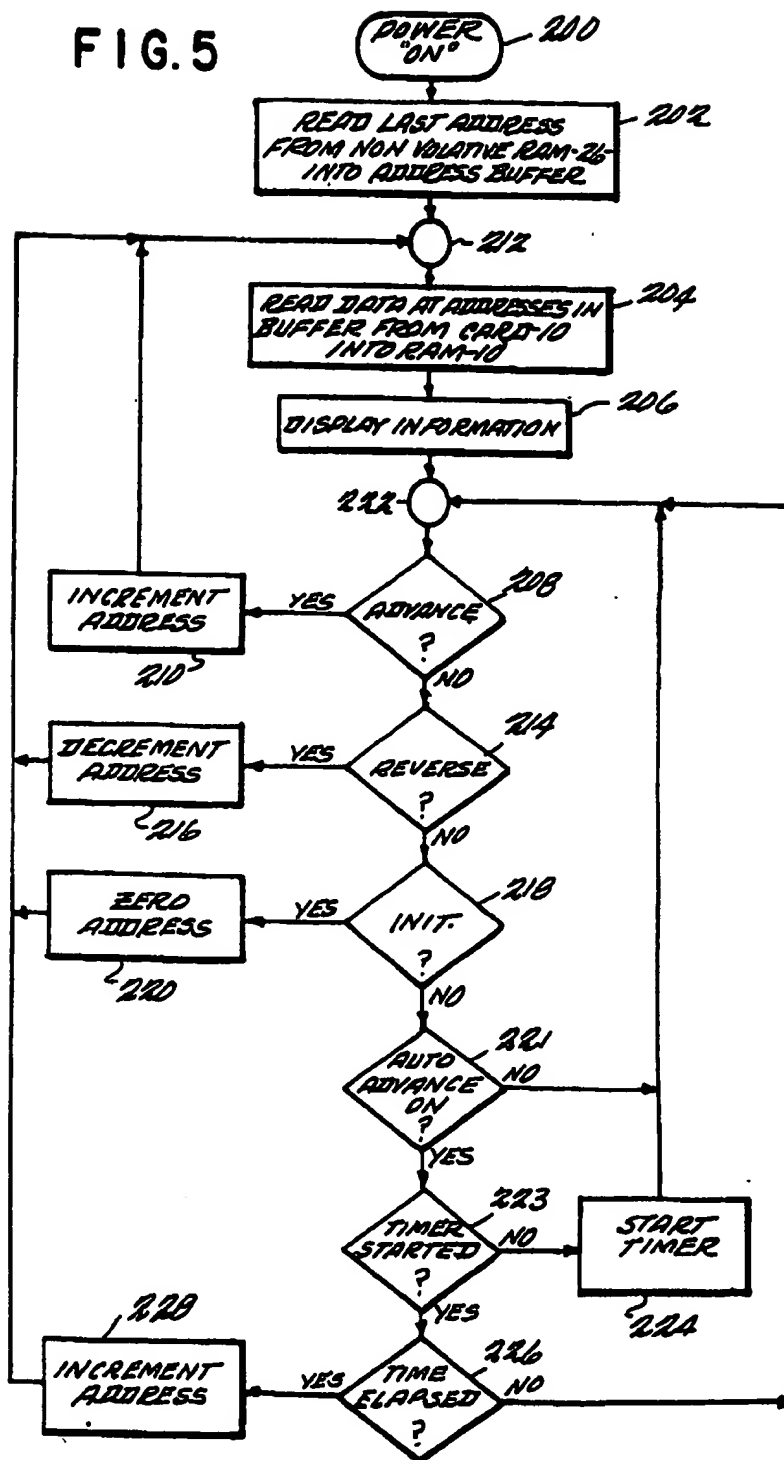 FIG. 5
POWER
"ON"
200
READ LAST ADDRESS
FROM NON VOLATIVE RAM-26
INTO ADDRESS BUFFER
202
212
READ DATA AT ADDRESSES IN
BUFFER FROM CARD-10
INTO RAM-10
204
DISPLAY INFORMATION
206
222
ADVANCE
?
208
YES
INCREMENT
ADDRESS
210
NO
REVERSE
?
214
YES
DECREMENT
ADDRESS
216
NO
INIT.
?
218
YES
ZERO
ADDRESS
220
NO
AUTO
ADVANCE
ON
?
221
NO
YES
TIMER
STARTED
?
223
NO
START
TIMER
224
YES
TIME
ELAPSED
?
226
NO
YES
228
INCREMENT
ADDRESS